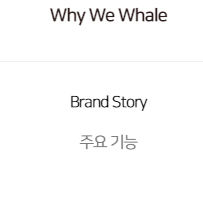 Why We Whale
Brand Story
주요 기능